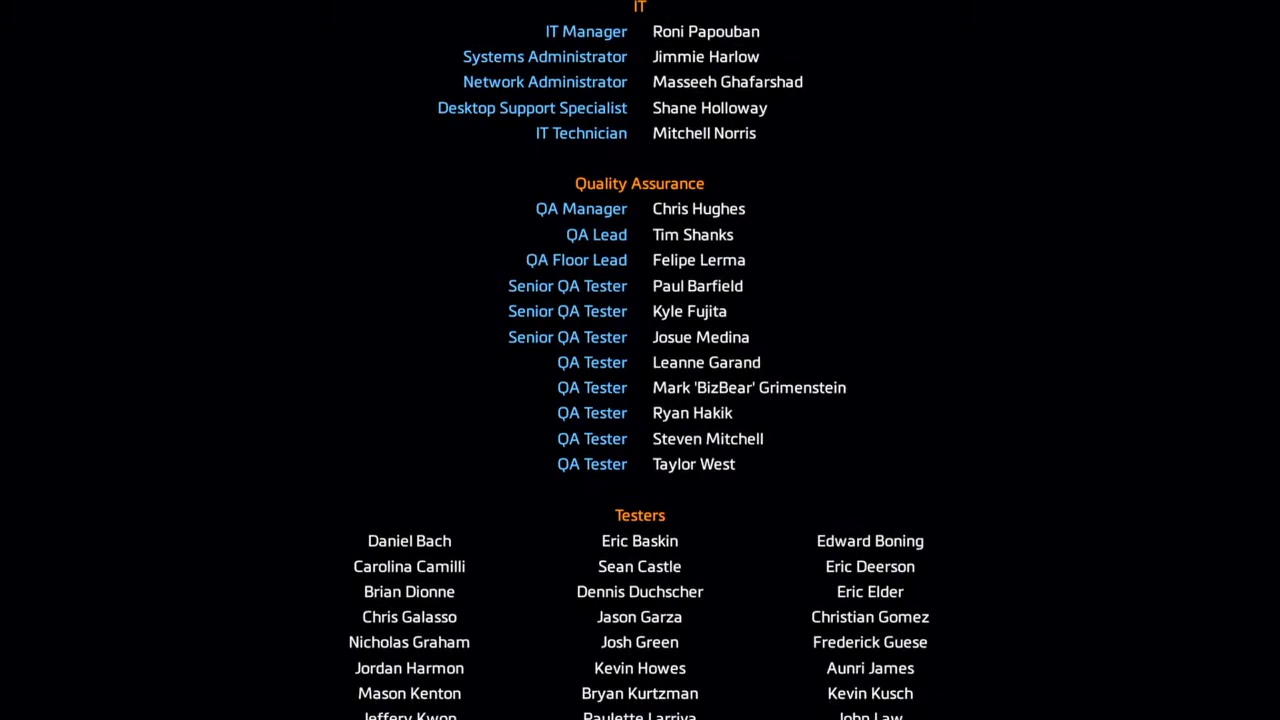 IT
IT Manager Roni Papouban
Systems Administrator Jimmie Harlow
Network Administrator Masseeh Ghafarshad
Desktop Support Specialist Shane Holloway
IT Technician Mitchell Norris
Quality Assurance
QA Manager Chris Hughes
QA Lead Tim Shanks
QA Floor Lead Felipe Lerma
Senior QA Tester Paul Barfield
Senior QA Tester Kyle Fujita
Senior QA Tester Josue Medina
QA Tester Leanne Garand
QA Tester Mark 'BizBear' Grimenstein
QA Tester Ryan Hakik
QA Tester Steven Mitchell
QA Tester Taylor West
Testers
Daniel Bach Eric Baskin Edward Boning
Carolina Camilli Sean Castle Eric Deerson
Brian Dionne Dennis Duchscher Eric Elder
Chris Galasso Jason Garza Christian Gomez
Nicholas Graham Josh Green Frederick Guese
Jordan Harmon Kevin Howes Aunri James
Mason Kenton Bryan Kurtzman Kevin Kusch
Jeffery Kwon Paulette Larriva John Law